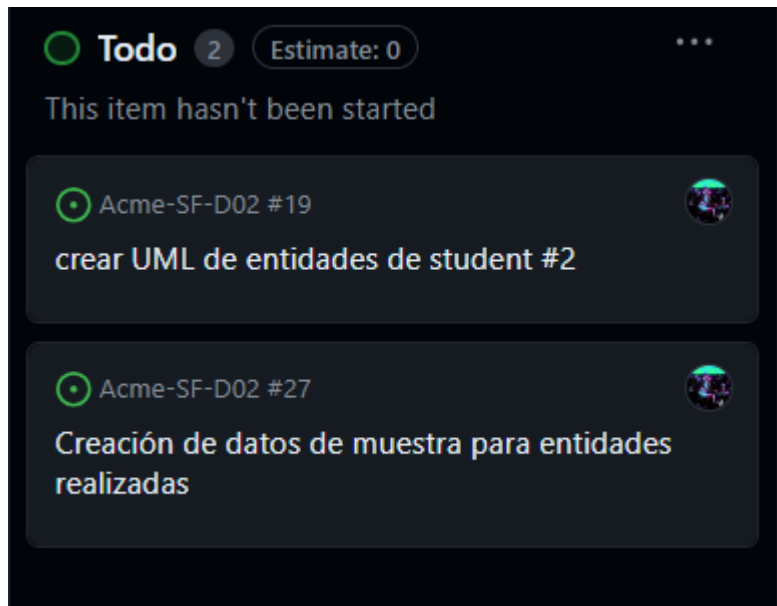 Todo 2 Estimate: 0
This item hasn't been started
Acme-SF-D02 #19
crear UML de entidades de student #2
Acme-SF-D02 #27
Creación de datos de muestra para entidades
realizadas